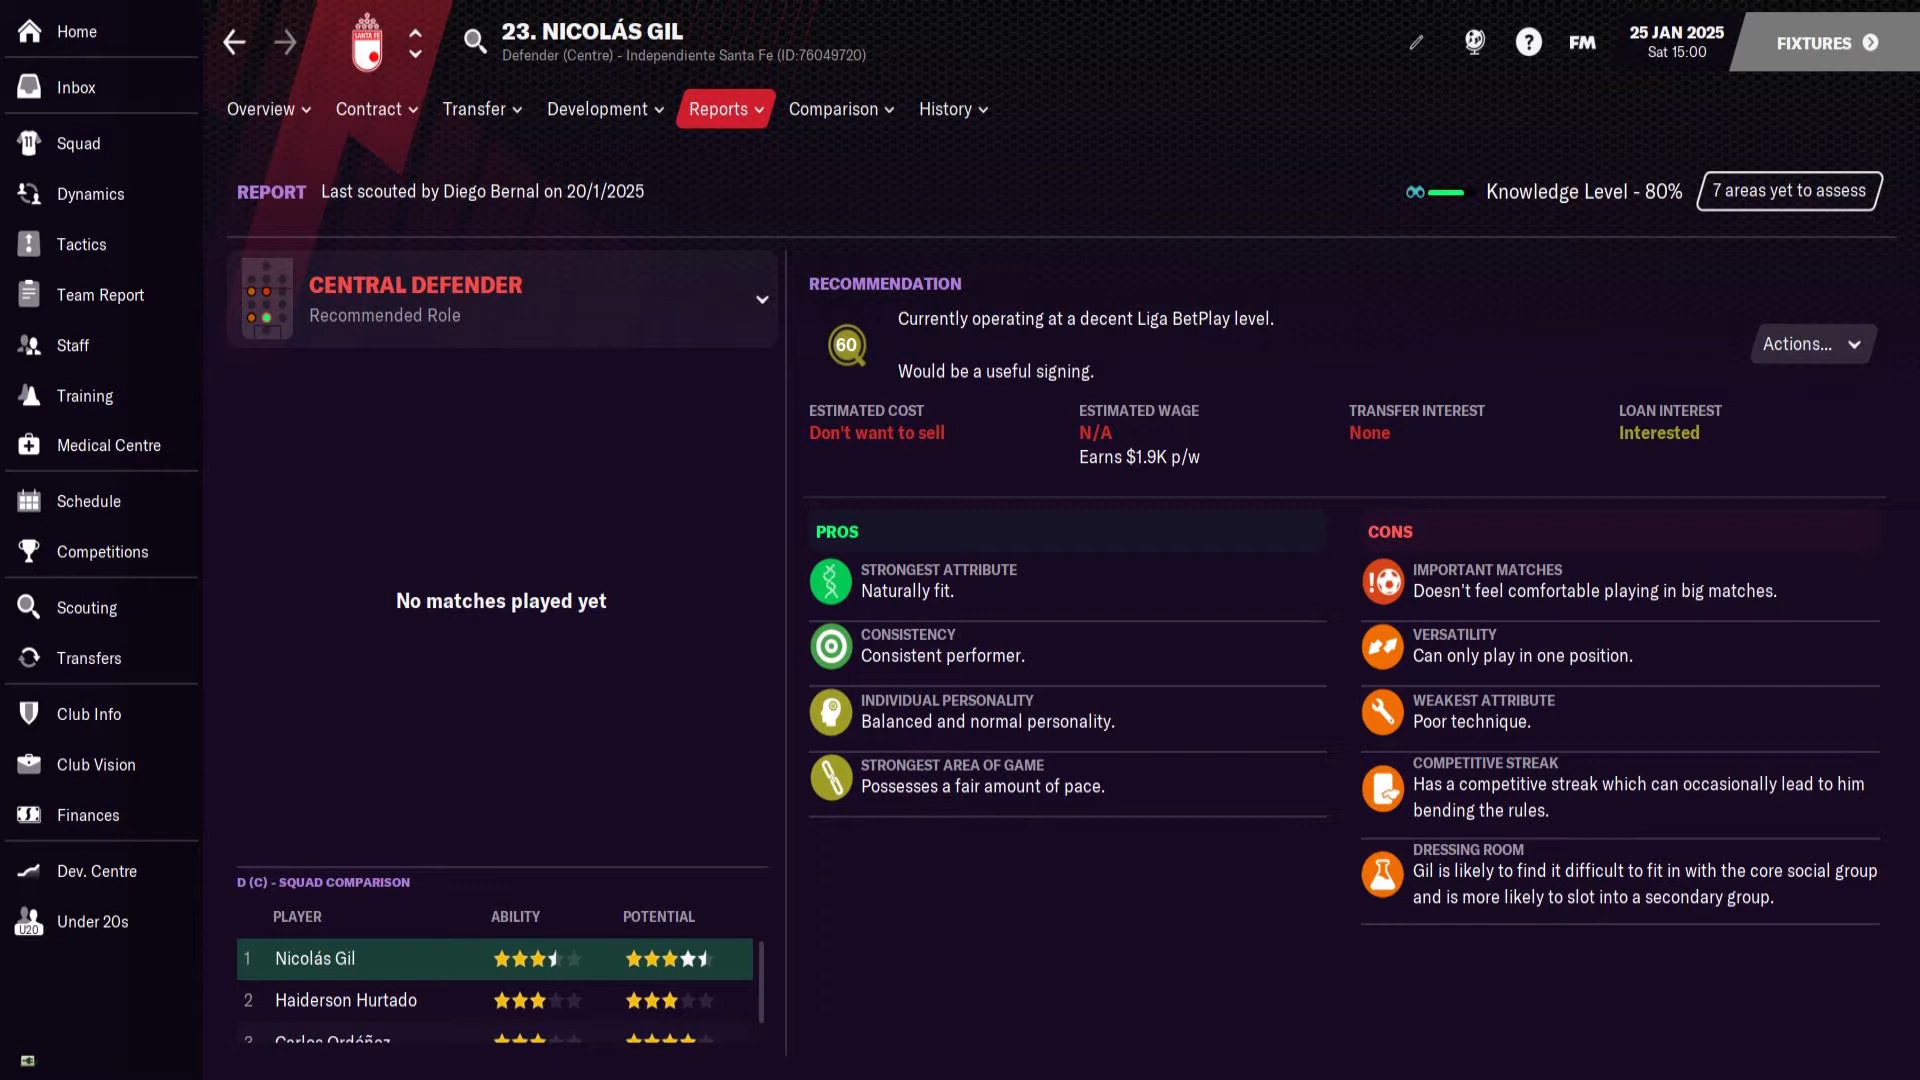 Home
Inbox
Squad
Dynamics
Tactics
Team Report
Staff
Training
Medical Centre
Schedule
Competitions
Scouting
Transfers
Club Info
Club Vision
Finances
Dev. Centre
U20
Under 20s
SANTA FE
23. NICOLÁS GIL
Defender (Centre) - Independiente Santa Fe (ID:76049720)
?
FM
25 JAN 2025
Sat 15:00
FIXTURES
Overview
Contract
Transfer
Development
Reports
Comparison
History
REPORT Last scouted by Diego Bernal on 20/1/2025
Knowledge Level - 80%
7 areas yet to assess
CENTRAL DEFENDER
Recommended Role
No matches played yet
D (C) - SQUAD COMPARISON
PLAYER ABILITY POTENTIAL
1 Nicolás Gil
2 Haiderson Hurtado
3 Carlos Ordóñez
RECOMMENDATION
60
Currently operating at a decent Liga BetPlay level.
Would be a useful signing.
Actions...
ESTIMATED COST
Don't want to sell
ESTIMATED WAGE
N/A
Earns $1.9K p/w
TRANSFER INTEREST
None
LOAN INTEREST
Interested
PROS
STRONGEST ATTRIBUTE
Naturally fit.
CONSISTENCY
Consistent performer.
INDIVIDUAL PERSONALITY
Balanced and normal personality.
STRONGEST AREA OF GAME
Possesses a fair amount of pace.
CONS
IMPORTANT MATCHES
Doesn't feel comfortable playing in big matches.
VERSATILITY
Can only play in one position.
WEAKEST ATTRIBUTE
Poor technique.
COMPETITIVE STREAK
Has a competitive streak which can occasionally lead to him
bending the rules.
DRESSING ROOM
Gil is likely to find it difficult to fit in with the core social group
and is more likely to slot into a secondary group.